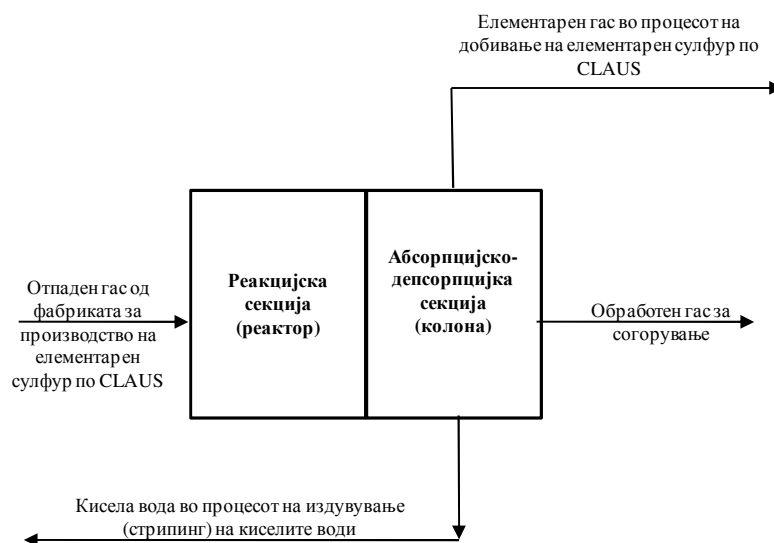 Елементарен гас во процесот на
добивање на елементарен сулфур по
CLAUS
Реакцијска
секција
(реактор)
Абсорпцијско-
депсорпцијка
секција
(колона)
Отпаден гас од
фабриката за
производство на
елементарен
сулфур по CLAUS
Обработен гас за
согорување
Кисела вода во процесот на издувување
(стрипинг) на киселите води